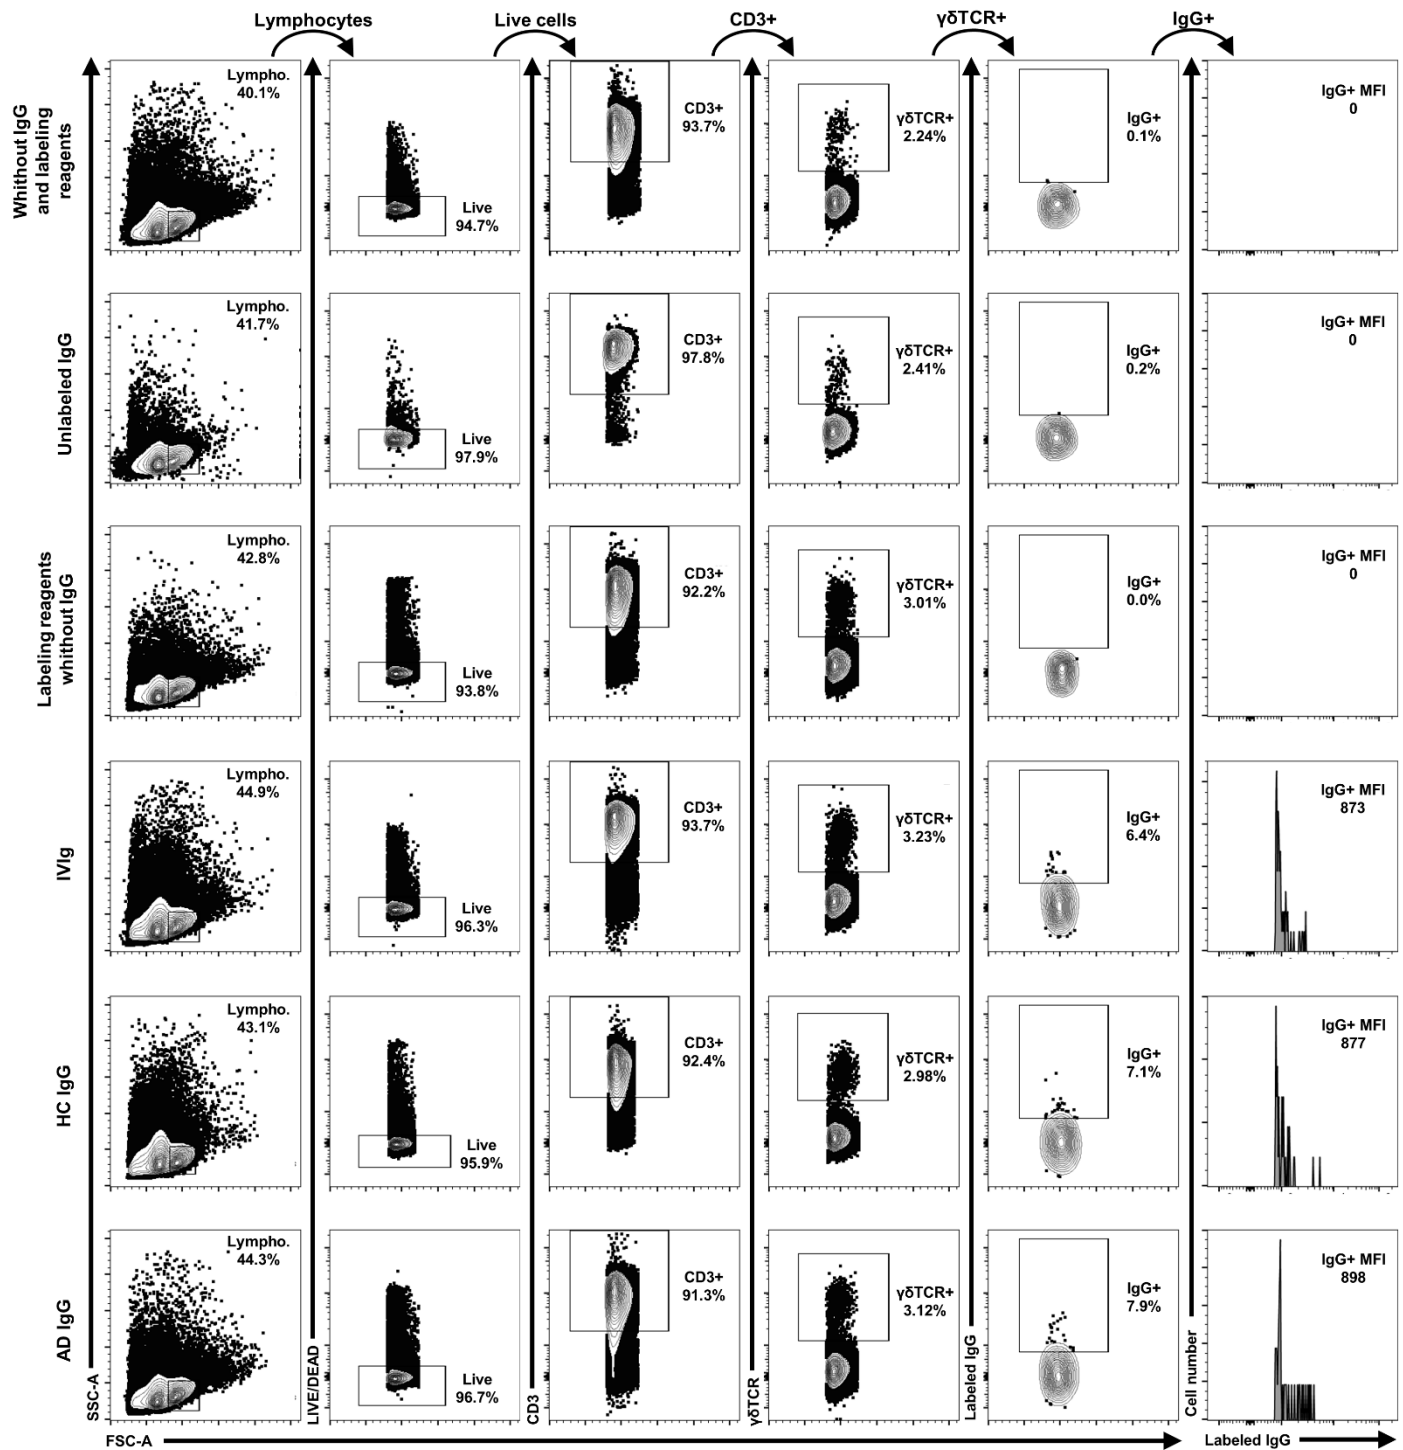 Lymphocytes
Live cells
CD3+
γδTCR+
IgG+
Whithout IgG
and labeling
reagents
Lympho.
40.1%
Live
94.7%
CD3+
93.7%
γδTCR+
2.24%
IgG+
0.1%
IgG+ MFI
0
Unlabeled IgG
Lympho.
41.7%
Live
97.9%
CD3+
97.8%
γδTCR+
2.41%
IgG+
0.2%
IgG+ MFI
0
Labeling reagents
whithout IgG
Lympho.
42.8%
Live
93.8%
CD3+
92.2%
γδTCR+
3.01%
IgG+
0.0%
IgG+ MFI
0
IVIg
Lympho.
44.9%
Live
96.3%
CD3+
93.7%
γδTCR+
3.23%
IgG+
6.4%
IgG+ MFI
873
HC IgG
Lympho.
43.1%
Live
95.9%
CD3+
92.4%
γδTCR+
2.98%
IgG+
7.1%
IgG+ MFI
877
AD IgG
Lympho.
44.3%
Live
96.7%
CD3+
91.3%
γδTCR+
3.12%
IgG+
7.9%
IgG+ MFI
898
SSC-A
LIVE/DEAD
CD3
γδTCR
Labeled IgG
Cell number
FSC-A
Labeled IgG